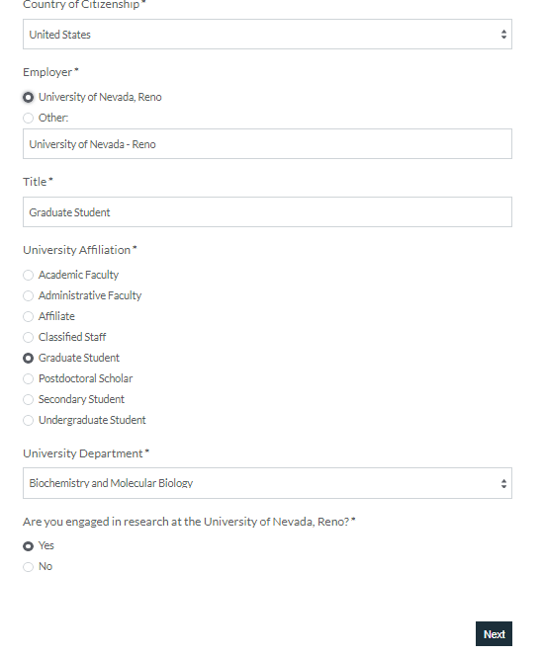 Country of Citizenship*
United States
Employer*
University of Nevada, Reno
Other:
University of Nevada - Reno
Title*
Graduate Student
University Affiliation*
Academic Faculty
Administrative Faculty
Affiliate
Classified Staff
Graduate Student
Postdoctoral Scholar
Secondary Student
Undergraduate Student
University Department*
Biochemistry and Molecular Biology
Are you engaged in research at the University of Nevada, Reno?*
Yes
No
Next